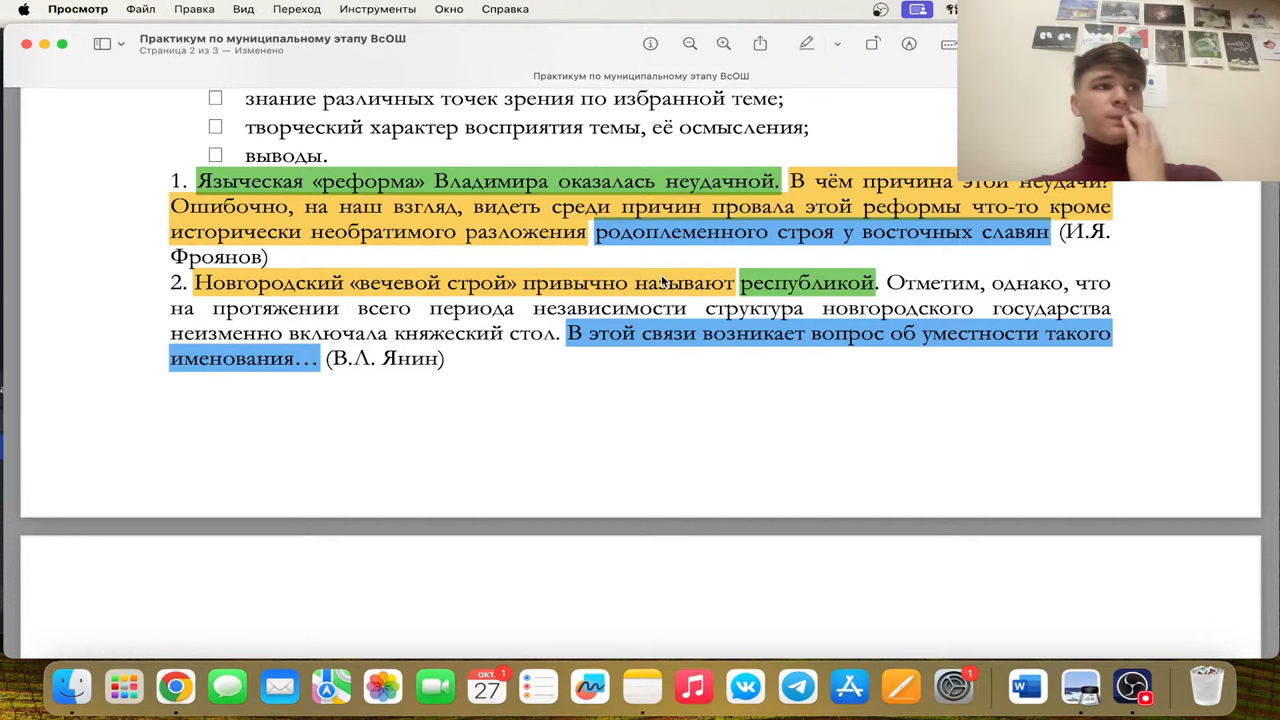 Просмотр Файл Правка Вид Переход Инструменты Окно Справка
Практикум по муниципальному этапу ВсОШ
Страница 2 из 3 — Изменено
Практикум по муниципальному этапу ВсОШ
знание различных точек зрения по избранной теме;
творческий характер восприятия темы, её осмысления;
выводы.
1. Языческая «реформа» Владимира оказалась неудачной. В чём причина этой неудачи?
Ошибочно, на наш взгляд, видеть среди причин провала этой реформы что-то кроме
исторически необратимого разложения родоплеменного строя у восточных славян (И.Я.
Фроянов)
2. Новгородский «вечевой строй» привычно называют республикой. Отметим, однако, что
на протяжении всего периода независимости структура новгородского государства
неизменно включала княжеский стол. В этой связи возникает вопрос об уместности такого
именования… (В.Л. Янин)
ОКТ. 1
27
1